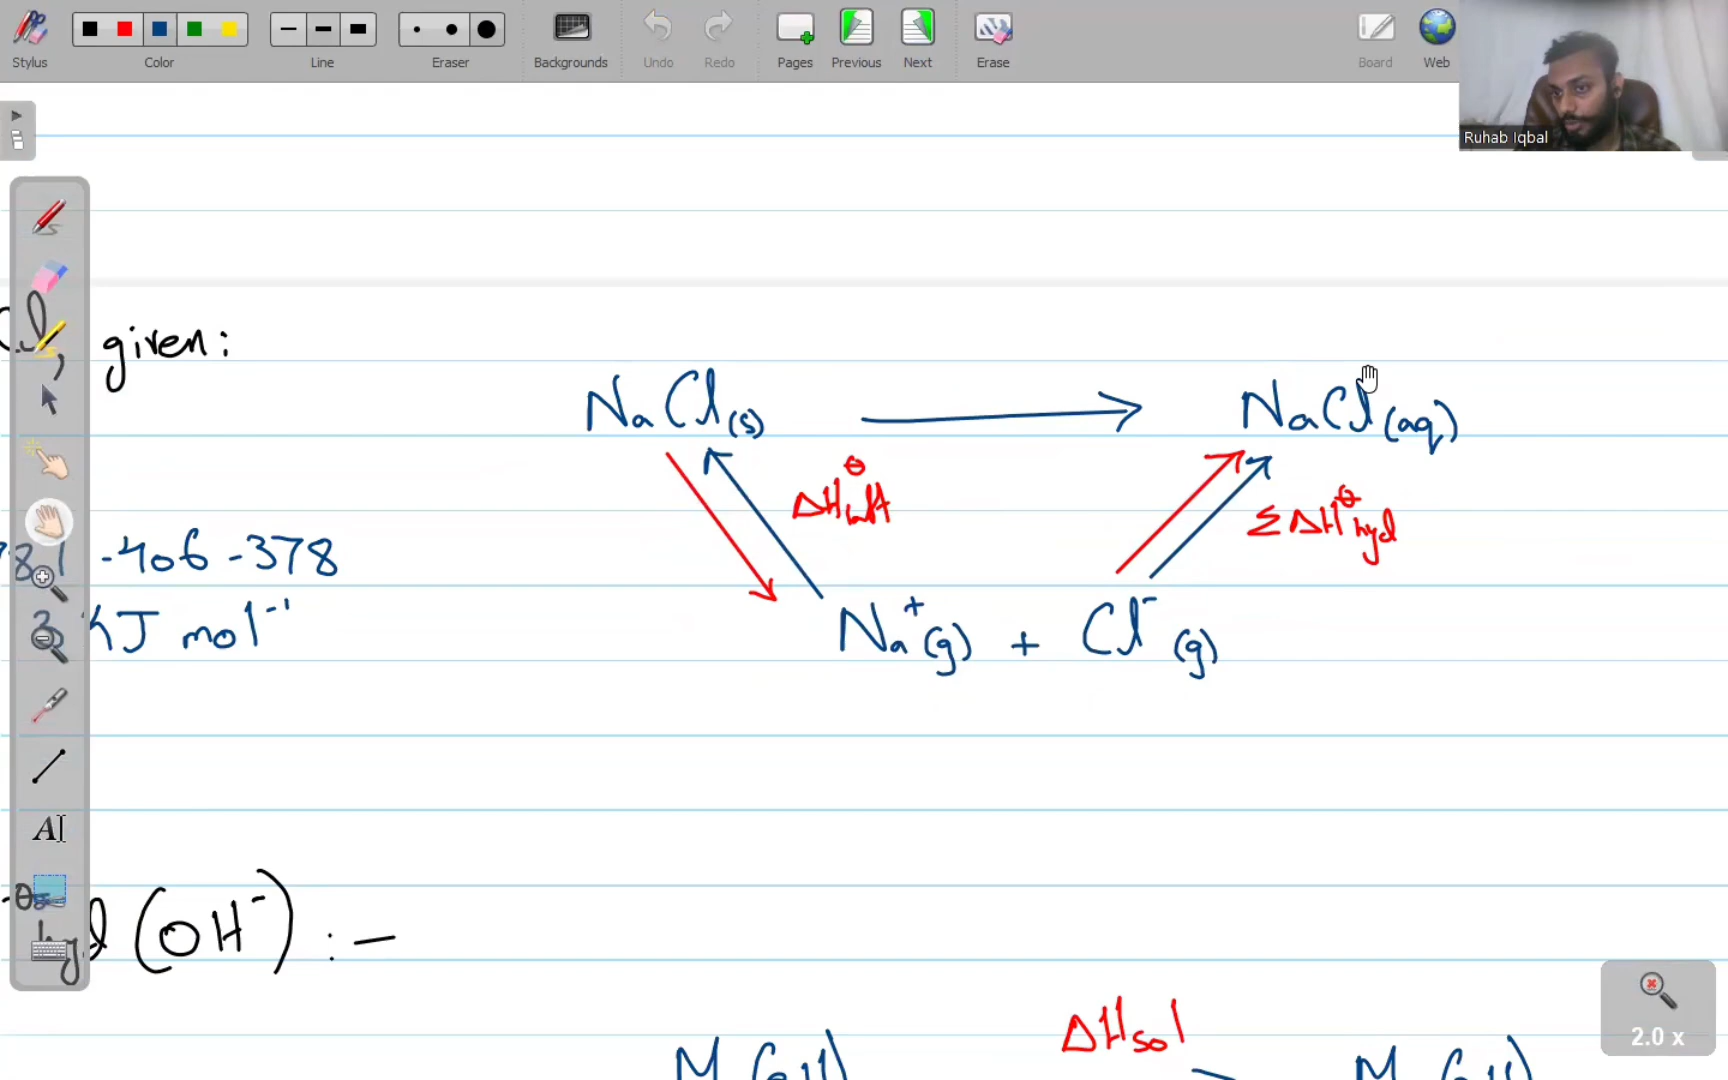 Stylus Color Line Eraser Backgrounds Undo Redo Pages Previous Next Erase Board Web
Ruhab Iqbal
given:
NaCl(s) → NaCl(aq)
ΔH⦵latt
ΣΔH⦵hyd
-406 -378
kJ mol⁻¹
Na⁺(g) + Cl⁻(g)
hyd (OH⁻) :-
ΔHsol
2.0 x